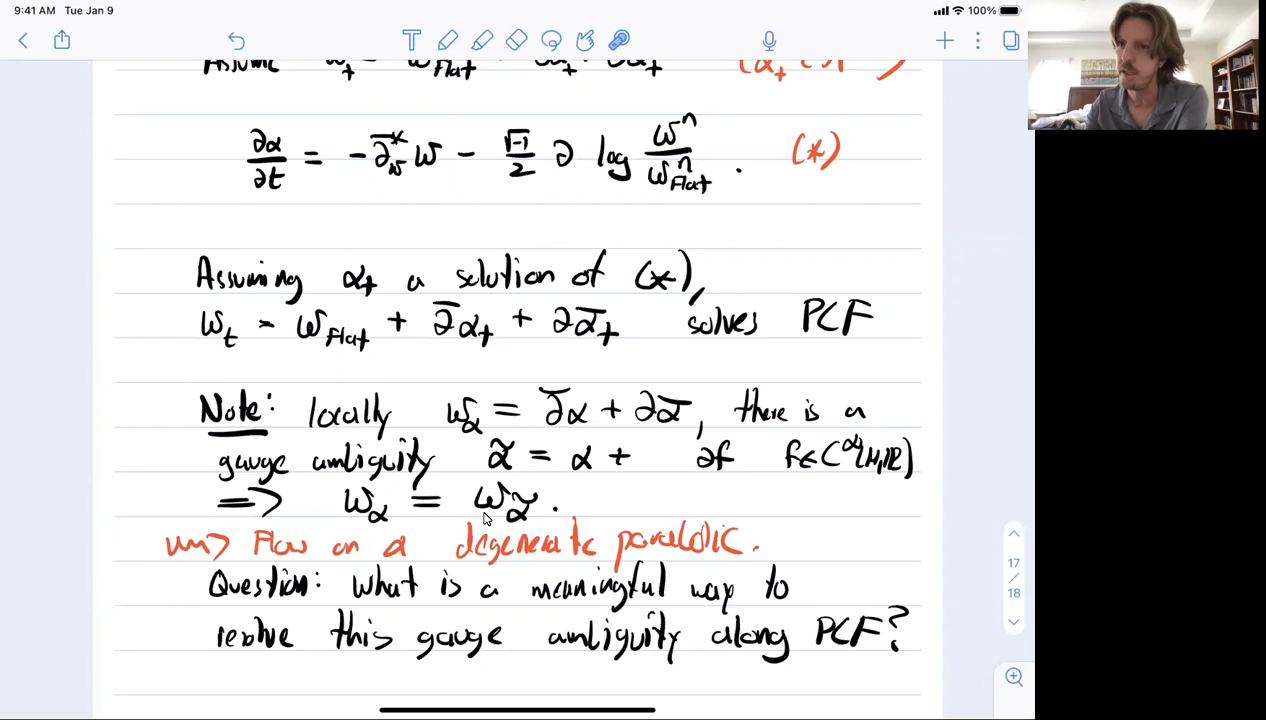 9:41 AM Tue Jan 9
100%
Assume
∂α/∂t = -∂̄*_ω ω - √-1/2 ∂ log ω^n/ω^n_Flat . (*)
Assuming α_t a solution of (*),
ω_t = ω_Flat + ∂̄α_t + ∂ᾱ_t solves PCF
Note: locally ω_α = ∂̄α + ∂ᾱ, there is a
gauge ambiguity α̃ = α + ∂f f∈C^∞(M,ℝ)
=> ω_α = ω_α̃ .
~~> Flow on α degenerate parabolic.
Question: What is a meaningful way to
resolve this gauge ambiguity along PCF?
17
/
18